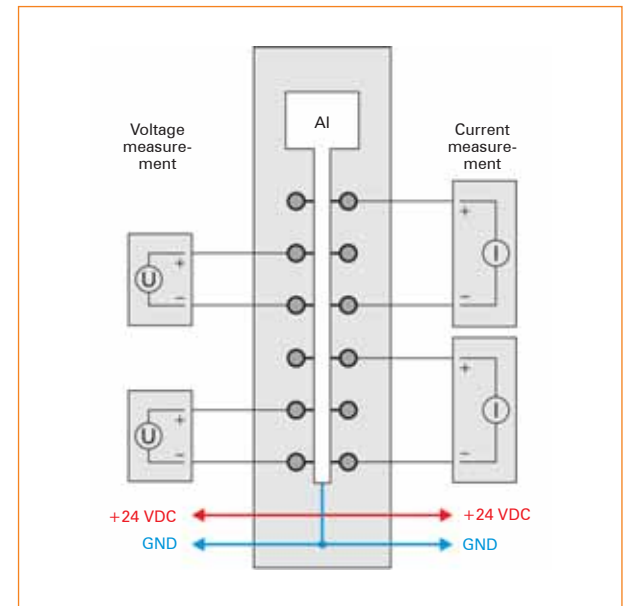 AI
Voltage
measure-
ment
Current
measure-
ment
+
–
U
+
–
I
+
–
U
+
–
I
+24 VDC
+24 VDC
GND
GND